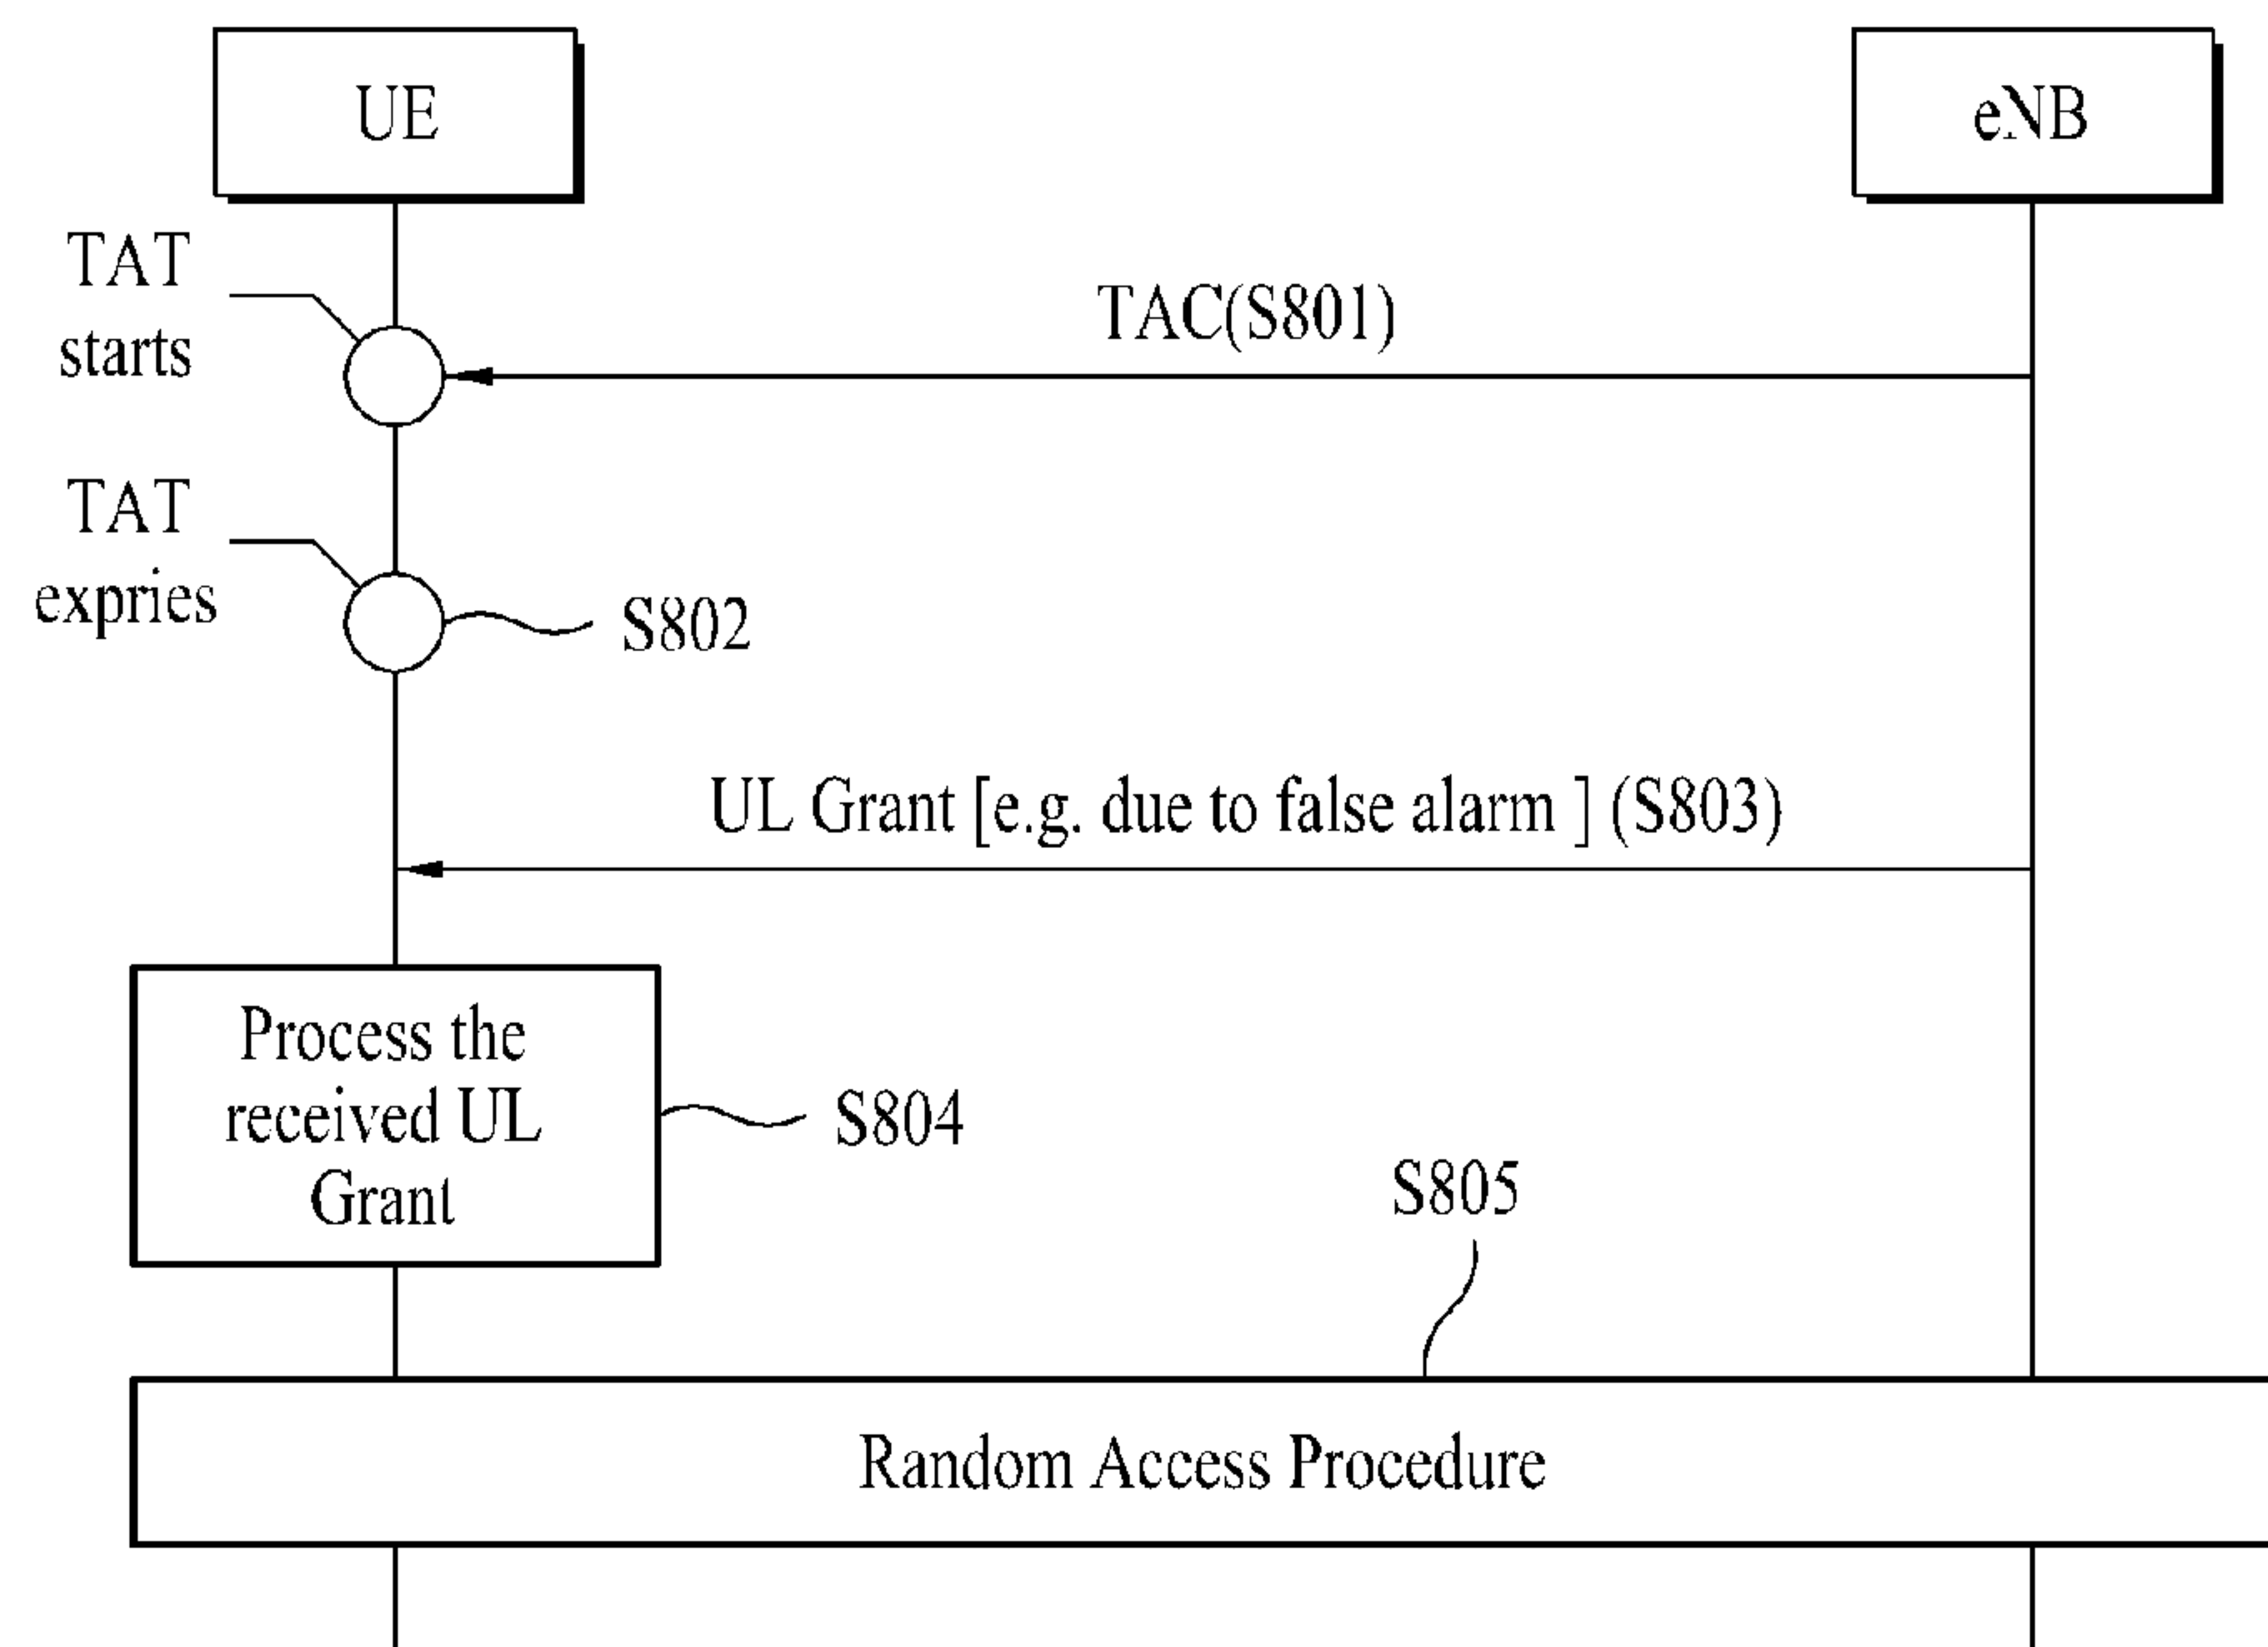 UE
eNB
TAT
starts
TAC(S801)
TAT
expries
S802
UL Grant [e.g. due to false alarm ] (S803)
Process the
received UL
Grant
S804
S805
Random Access Procedure